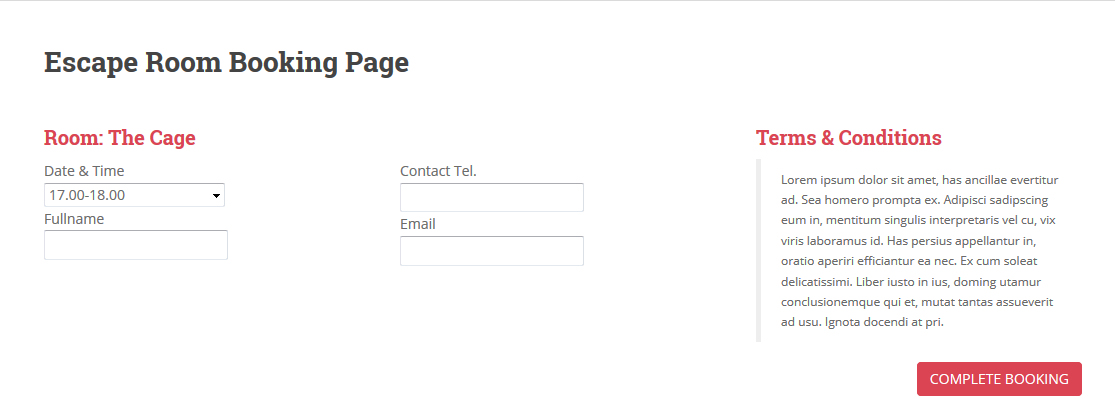 Escape Room Booking Page
Room: The Cage
Date & Time
17.00-18.00
Fullname
Contact Tel.
Email
Terms & Conditions
Lorem ipsum dolor sit amet, has ancillae evertitur
ad. Sea homero prompta ex. Adipisci sadipscing
eum in, mentitum singulis interpretaris vel cu, vix
viris laboramus id. Has persius appellantur in,
oratio aperiri efficiantur ea nec. Ex cum soleat
delicatissimi. Liber iusto in ius, doming utamur
conclusionemque qui et, mutat tantas assueverit
ad usu. Ignota docendi at pri.
COMPLETE BOOKING